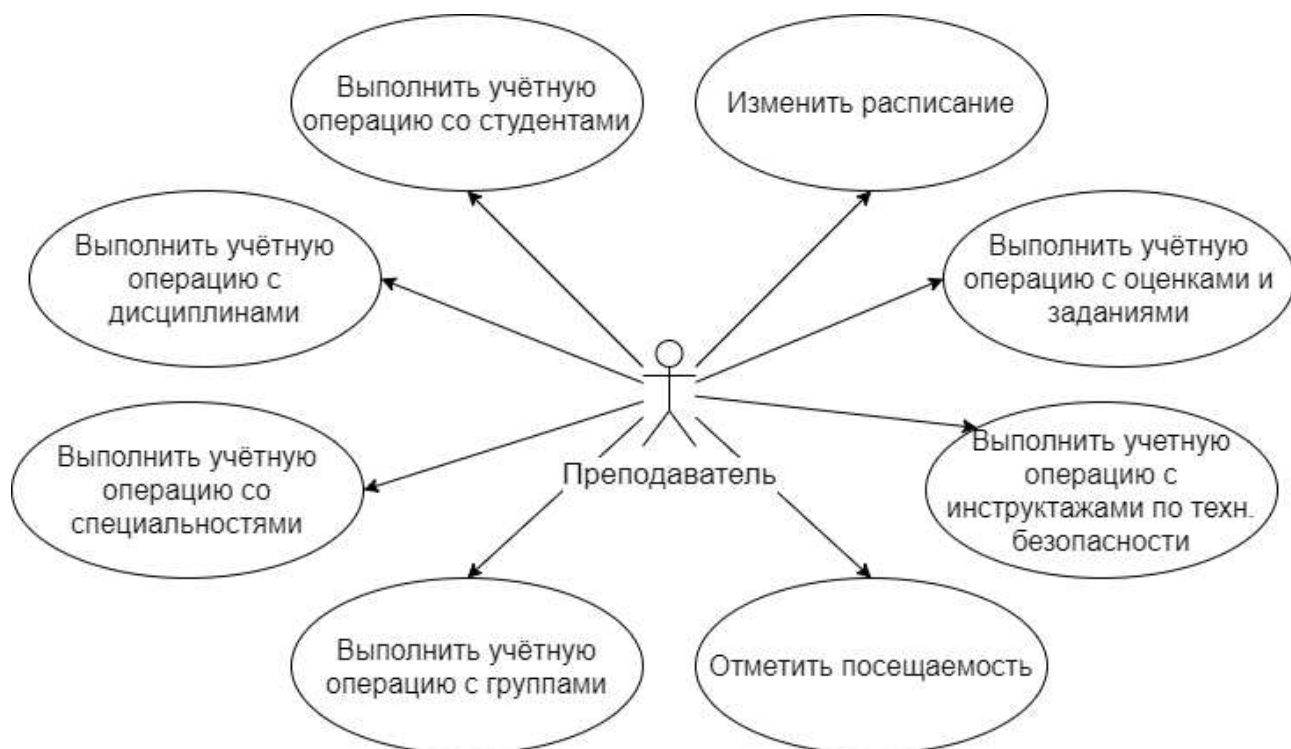 Выполнить учётную
операцию со студентами
Изменить расписание
Выполнить учётную
операцию с
дисциплинами
Выполнить учётную
операцию с оценками и
заданиями
Выполнить учётную
операцию со
специальностями
Преподаватель
Выполнить учетную
операцию с
инструктажами по техн.
безопасности
Выполнить учётную
операцию с группами
Отметить посещаемость